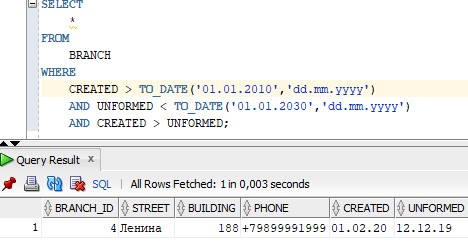 SELECT
*
FROM
BRANCH
WHERE
CREATED > TO_DATE('01.01.2010','dd.mm.yyyy')
AND UNFORMED < TO_DATE('01.01.2030','dd.mm.yyyy')
AND CREATED > UNFORMED;
Query Result x
SQL | All Rows Fetched: 1 in 0,003 seconds
BRANCH_ID STREET BUILDING PHONE CREATED UNFORMED
1 4 Ленина 188 +79899991999 01.02.20 12.12.19